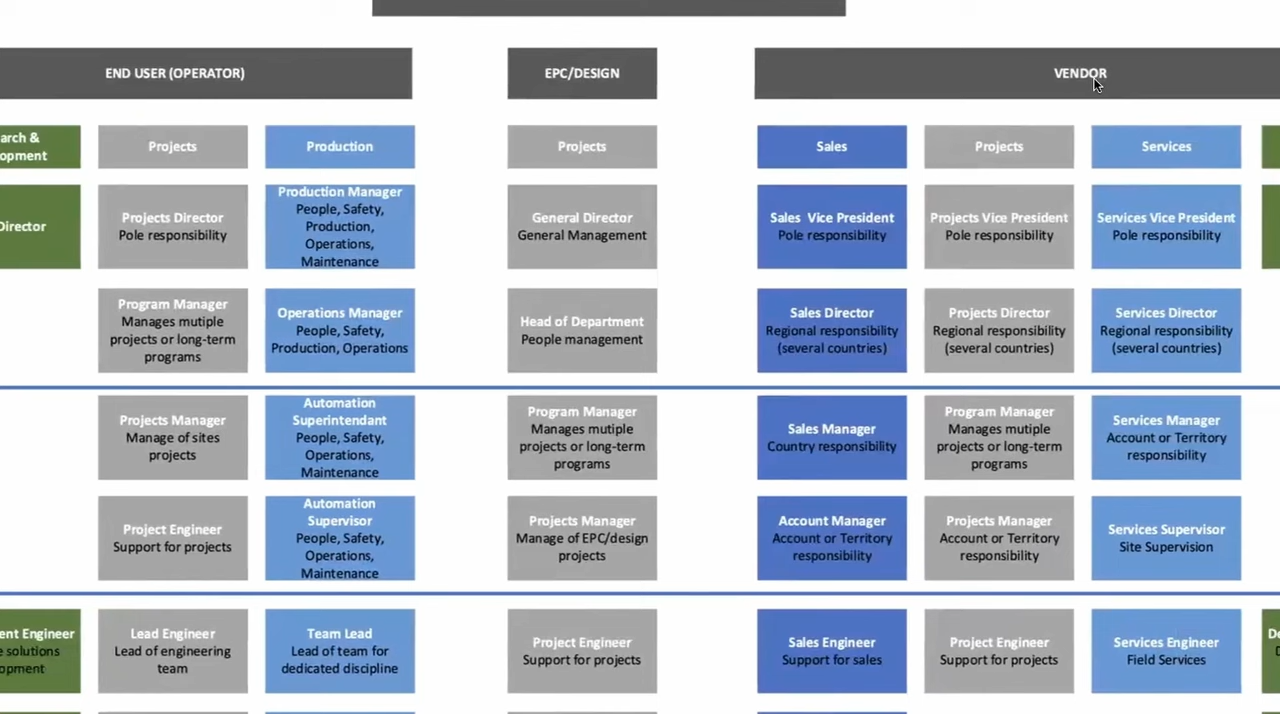 END USER (OPERATOR)
EPC/DESIGN
VENDOR
arch &
opment
Projects
Production
Projects
Sales
Projects
Services
Director
Projects Director
Pole responsibility
Production Manager
People, Safety,
Production,
Operations,
Maintenance
General Director
General Management
Sales Vice President
Pole responsibility
Projects Vice President
Pole responsibility
Services Vice President
Pole responsibility
Program Manager
Manages mutiple
projects or long-term
programs
Operations Manager
People, Safety,
Production, Operations
Head of Department
People management
Sales Director
Regional responsibility
(several countries)
Projects Director
Regional responsibility
(several countries)
Services Director
Regional responsibility
(several countries)
Projects Manager
Manage of sites
projects
Automation
Superintendant
People, Safety,
Operations,
Maintenance
Program Manager
Manages mutiple
projects or long-term
programs
Sales Manager
Country responsibility
Program Manager
Manages mutiple
projects or long-term
programs
Services Manager
Account or Territory
responsibility
Project Engineer
Support for projects
Automation
Supervisor
People, Safety,
Operations,
Maintenance
Projects Manager
Manage of EPC/design
projects
Account Manager
Account or Territory
responsibility
Projects Manager
Account or Territory
responsibility
Services Supervisor
Site Supervision
ent Engineer
e solutions
opment
Lead Engineer
Lead of engineering
team
Team Lead
Lead of team for
dedicated discipline
Project Engineer
Support for projects
Sales Engineer
Support for sales
Project Engineer
Support for projects
Services Engineer
Field Services
De